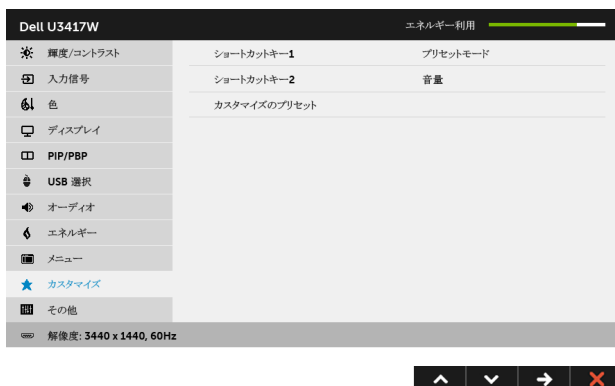 Dell U3417W エネルギー利用
輝度/コントラスト ショートカットキー1 プリセットモード
入力信号 ショートカットキー2 音量
色 カスタマイズのプリセット
ディスプレイ
PIP/PBP
USB 選択
オーディオ
エネルギー
メニュー
カスタマイズ
その他
解像度: 3440 x 1440, 60Hz